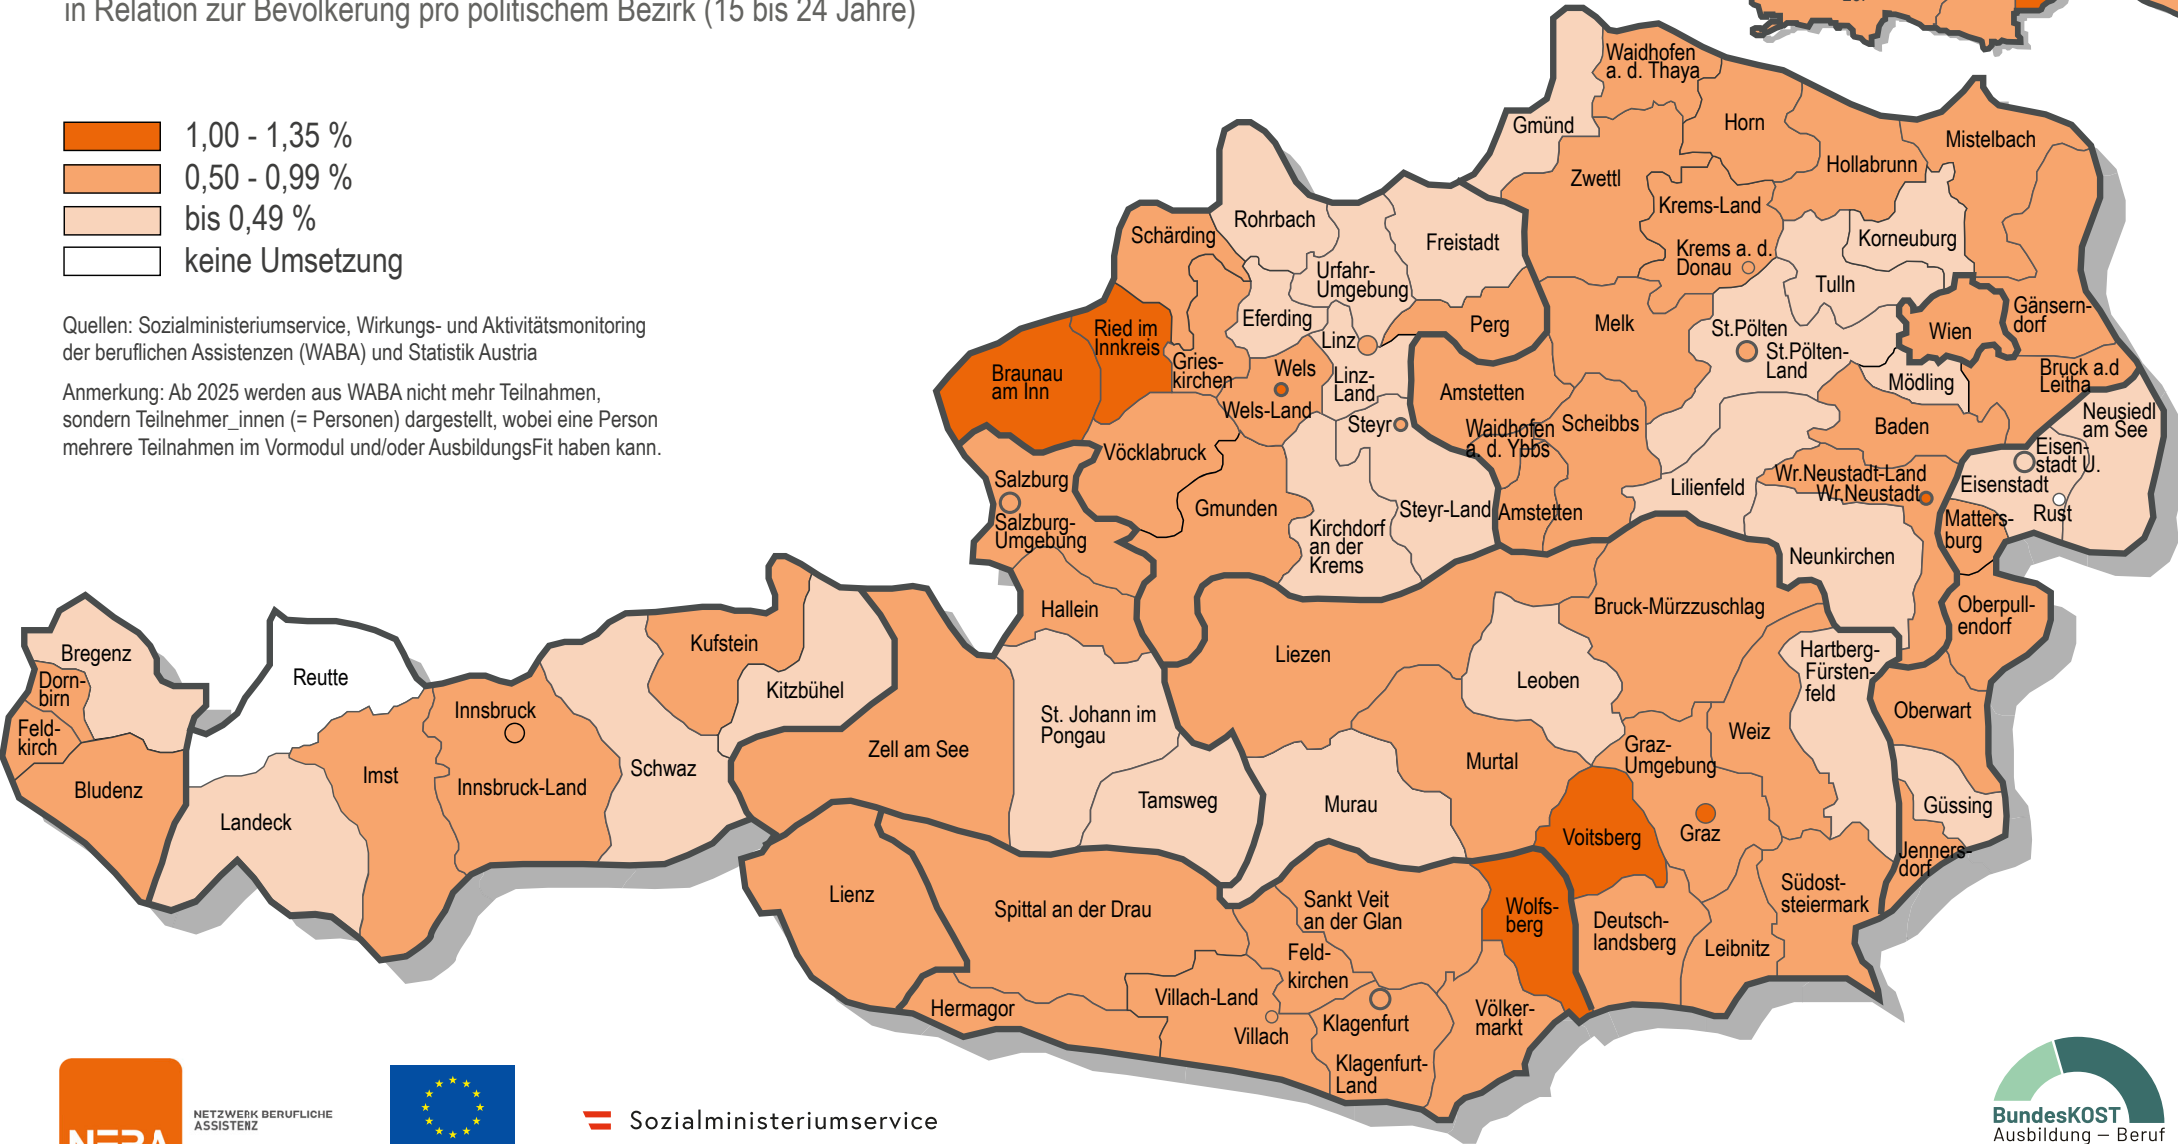 in Relation zur Bevölkerung pro politischem Bezirk (15 bis 24 Jahre)
1,00 - 1,35 %
0,50 - 0,99 %
bis 0,49 %
keine Umsetzung
Quellen: Sozialministeriumservice, Wirkungs- und Aktivitätsmonitoring
der beruflichen Assistenzen (WABA) und Statistik Austria
Anmerkung: Ab 2025 werden aus WABA nicht mehr Teilnahmen,
sondern Teilnehmer_innen (= Personen) dargestellt, wobei eine Person
mehrere Teilnahmen im Vormodul und/oder AusbildungsFit haben kann.
Waidhofen
a. d. Thaya
Gmünd
Horn
Mistelbach
Hollabrunn
Zwettl
Krems-Land
Krems a. d.
Donau
Korneuburg
Tulln
Gänsern-
dorf
Wien
Rohrbach
Schärding
Freistadt
Urfahr-
Umgebung
Eferding
Linz
Perg
Melk
St.Pölten
St.Pölten-
Land
Mödling
Bruck a.d
Leitha
Ried im
Innkreis
Gries-
kirchen
Wels
Wels-Land
Linz-
Land
Steyr
Amstetten
Waidhofen
a. d. Ybbs
Scheibbs
Baden
Neusiedl
am See
Eisen-
stadt U.
Eisenstadt
Rust
Braunau
am Inn
Vöcklabruck
Salzburg
Salzburg-
Umgebung
Gmunden
Kirchdorf
an der
Krems
Steyr-Land
Amstetten
Lilienfeld
Wr.Neustadt-Land
Wr.Neustadt
Matters-
burg
Neunkirchen
Oberpull-
endorf
Hallein
Bruck-Mürzzuschlag
Liezen
Leoben
Hartberg-
Fürsten-
feld
Oberwart
Bregenz
Dorn-
birn
Feld-
kirch
Bludenz
Reutte
Landeck
Imst
Innsbruck
Innsbruck-Land
Schwaz
Kufstein
Kitzbühel
Zell am See
St. Johann im
Pongau
Tamsweg
Murau
Murtal
Graz-
Umgebung
Weiz
Güssing
Voitsberg
Graz
Jenners-
dorf
Südost-
steiermark
Lienz
Spittal an der Drau
Sankt Veit
an der Glan
Wolfs-
berg
Deutsch-
landsberg
Leibnitz
Feld-
kirchen
Hermagor
Villach-Land
Villach
Klagenfurt
Völker-
markt
Klagenfurt-
Land
NEBA
NETZWERK BERUFLICHE
ASSISTENZ
Sozialministeriumservice
BundesKOST
Ausbildung – Beruf